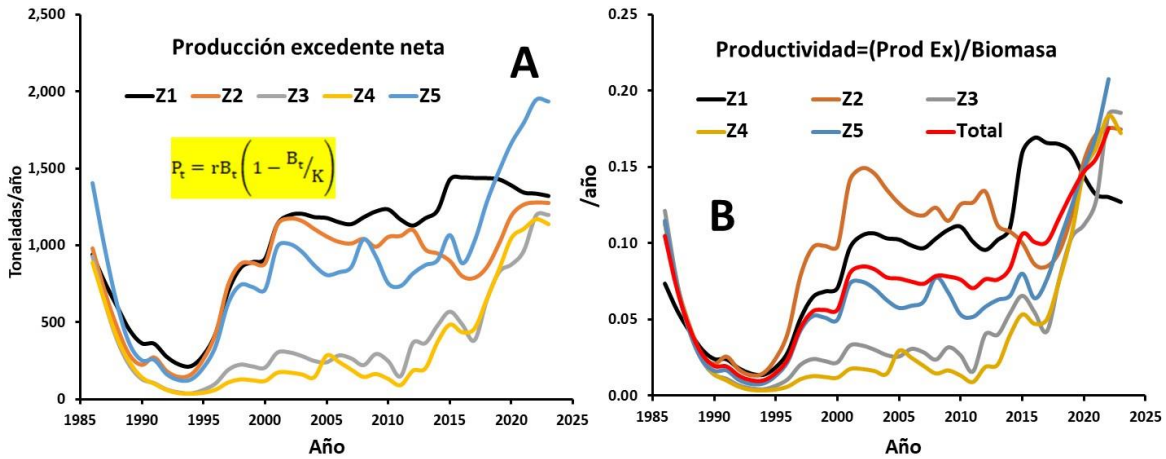 Producción excedente neta
A
Z1 Z2 Z3 Z4 Z5
P_t = rB_t(1 − B_t/K)
Toneladas/año
2,500
2,000
1,500
1,000
500
0
1985 1990 1995 2000 2005 2010 2015 2020 2025
Año
Productividad=(Prod Ex)/Biomasa
B
Z1 Z2 Z3
Z4 Z5 Total
/año
0.25
0.20
0.15
0.10
0.05
0.00
1985 1990 1995 2000 2005 2010 2015 2020 2025
Año